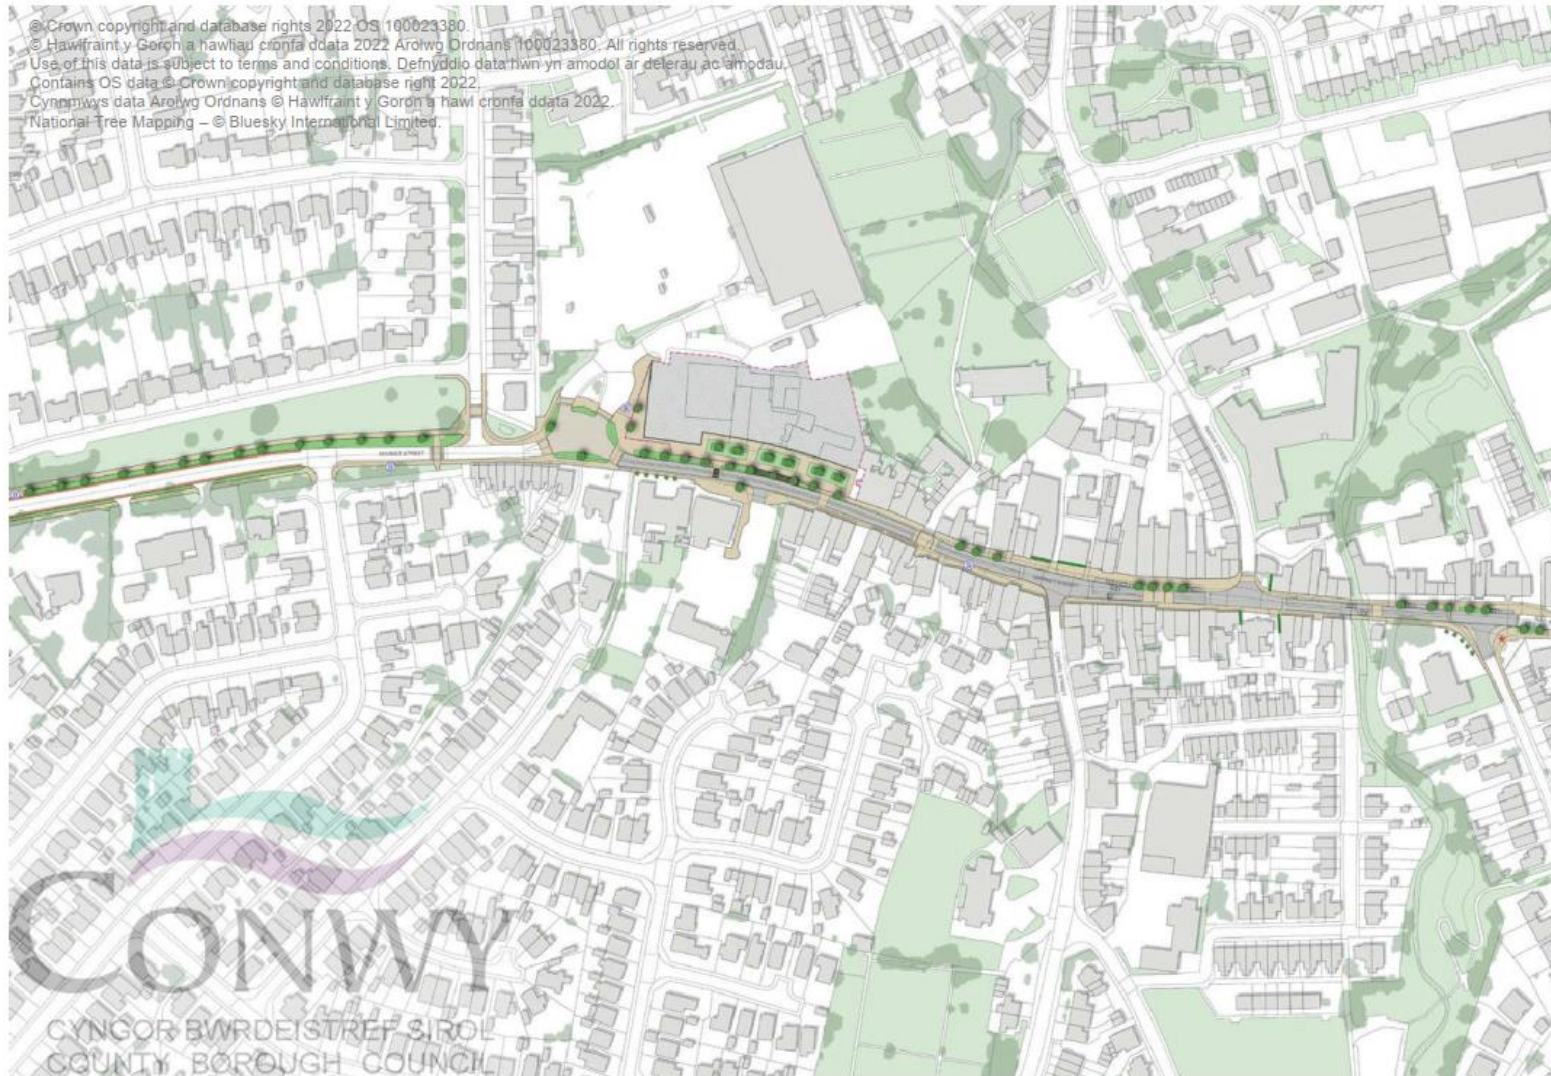 © Crown copyright and database rights 2022 OS 100023380.
© Hawlfraint y Goron a hawliau cronfa ddata 2022 Arolwg Ordnans 100023380. All rights reserved.
Use of this data is subject to terms and conditions. Defnyddio data hwn yn amodol ar delerau ac amodau.
Contains OS data © Crown copyright and database right 2022.
Cynnmwys data Arolwg Ordnans © Hawlfraint y Goron a hawl cronfa ddata 2022.
National Tree Mapping – © Bluesky International Limited.
MARKET STREET
CONWY
CYNGOR BWRDEISTREF SIROL
COUNTY BOROUGH COUNCIL